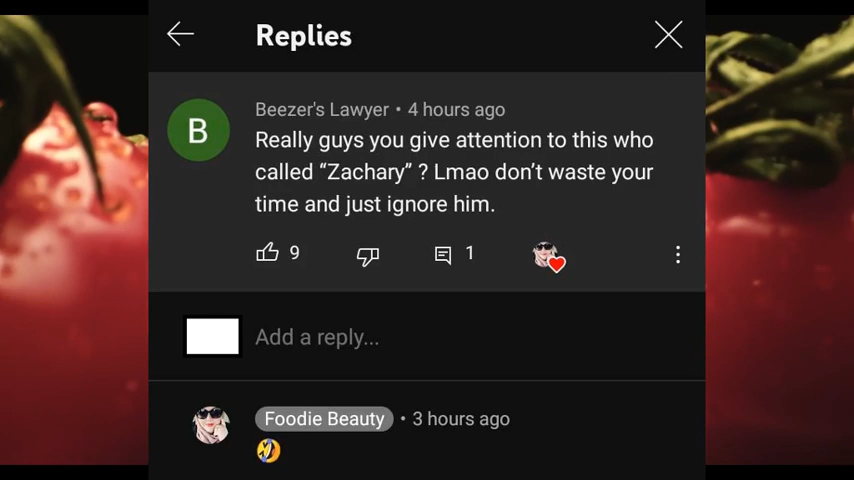 Replies
B
Beezer's Lawyer • 4 hours ago
Really guys you give attention to this who
called “Zachary” ? Lmao don’t waste your
time and just ignore him.
9
1
Add a reply...
Foodie Beauty • 3 hours ago
🤣